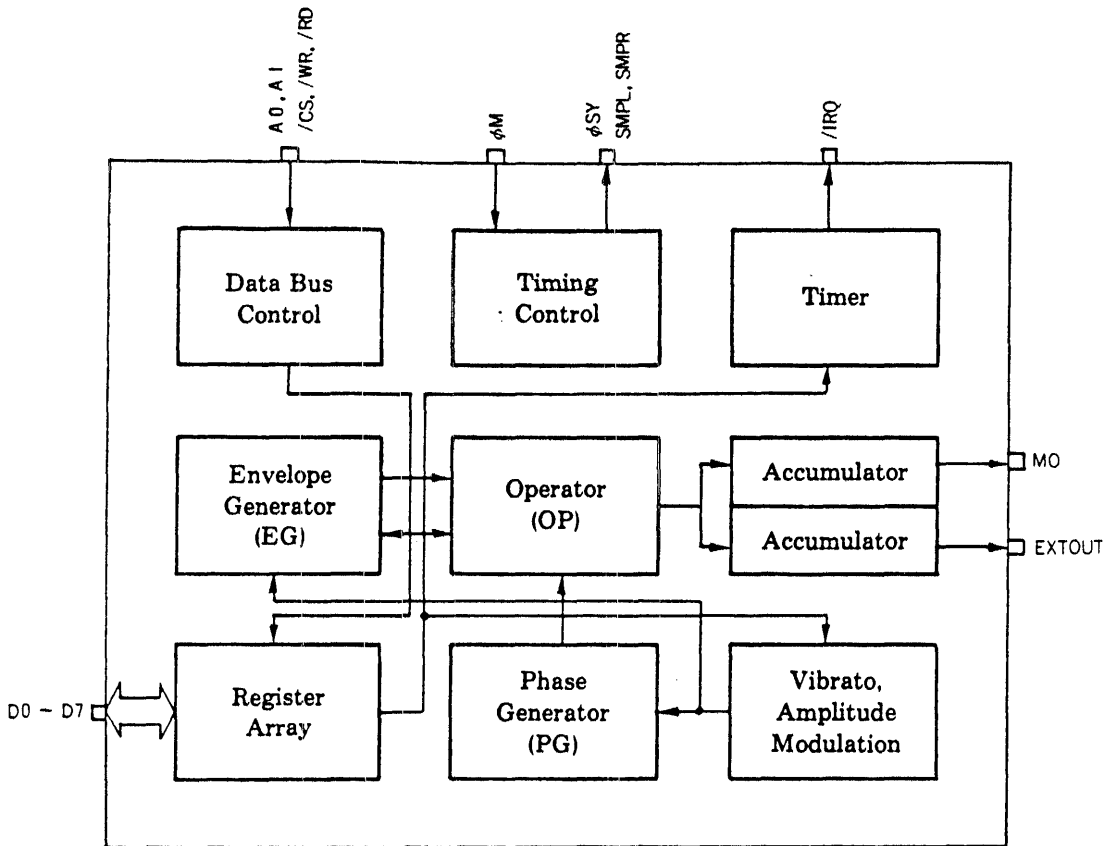 A0, A1
/CS, /WR, /RD
φM
φSY
SMPL, SMPR
/IRQ
Data Bus
Control
Timing
Control
Timer
Envelope
Generator
(EG)
Operator
(OP)
Accumulator
Accumulator
MO
EXTOUT
D0 - D7
Register
Array
Phase
Generator
(PG)
Vibrato,
Amplitude
Modulation